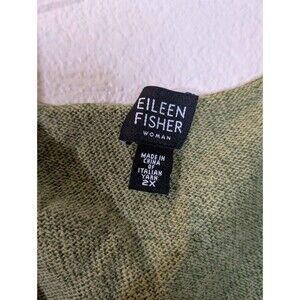 EILEEN
FISHER
WOMAN
MADE IN
CHINA
OF
ITALIAN
YARN
2X